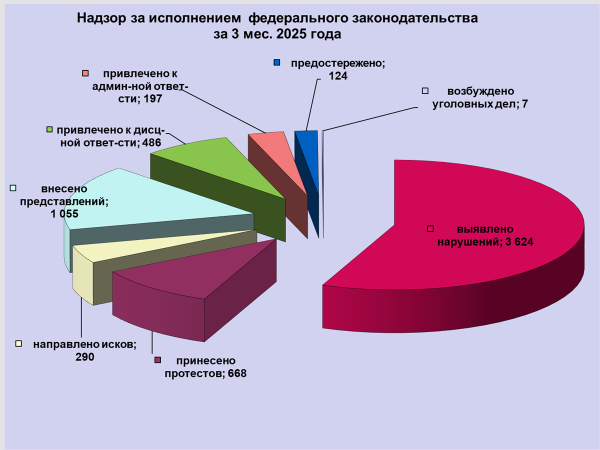 Надзор за исполнением федерального законодательства
за 3 мес. 2025 года
предостережено;
124
привлечено к
админ-ной ответ-
сти; 197
возбуждено
уголовных дел; 7
привлечено к дисц-
ной ответ-сти; 486
внесено
представлений;
1 055
выявлено
нарушений; 3 624
направлено исков;
290
принесено
протестов; 668